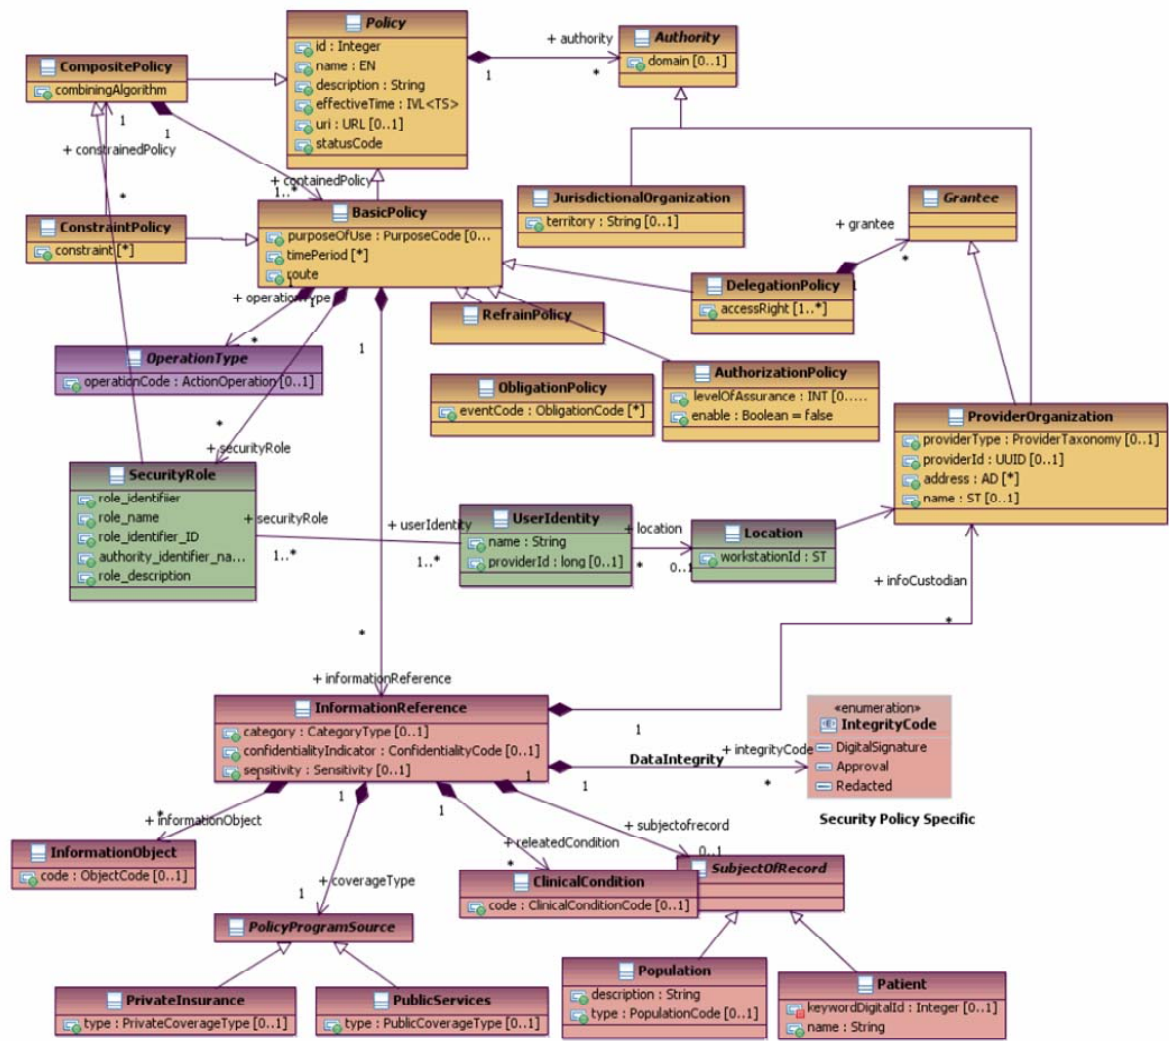 Policy
id : Integer
name : EN
description : String
effectiveTime : IVL<TS>
uri : URL [0..1]
statusCode
+ authority
1
*
Authority
domain [0..1]
CompositePolicy
combiningAlgorithm
1
1
+ constrainedPolicy
*
+ containedPolicy
1..*
ConstraintPolicy
constraint [*]
BasicPolicy
purposeOfUse : PurposeCode [0...
timePeriod [*]
route
JurisdictionalOrganization
territory : String [0..1]
Grantee
+ grantee
*
1
DelegationPolicy
accessRight [1..*]
RefrainPolicy
+ operationType
1
1
1
*
OperationType
operationCode : ActionOperation [0..1]
ObligationPolicy
eventCode : ObligationCode [*]
AuthorizationPolicy
levelOfAssurance : INT [0.....
enable : Boolean = false
ProviderOrganization
providerType : ProviderTaxonomy [0..1]
providerId : UUID [0..1]
address : AD [*]
name : ST [0..1]
*
+ securityRole
SecurityRole
role_identifiier
role_name
role_identifier_ID
authority_identifier_na...
role_description
+ securityRole
1..*
+ userIdentity
1..*
UserIdentity
name : String
providerId : long [0..1]
+ location
*
0..1
Location
workstationId : ST
+ infoCustodian
*
*
+ informationReference
InformationReference
category : CategoryType [0..1]
confidentialityIndicator : ConfidentialityCode [0..1]
sensitivity : Sensitivity [0..1]
1
DataIntegrity
+ integrityCode
1
*
«enumeration»
IntegrityCode
DigitalSignature
Approval
Redacted
Security Policy Specific
1
1
1
1
*
+ informationObject
InformationObject
code : ObjectCode [0..1]
+ coverageType
1
+ releatedCondition
*
ClinicalCondition
code : ClinicalConditionCode [0..1]
+ subjectofrecord
0..1
SubjectOfRecord
PolicyProgramSource
PrivateInsurance
type : PrivateCoverageType [0..1]
PublicServices
type : PublicCoverageType [0..1]
Population
description : String
type : PopulationCode [0..1]
Patient
keywordDigitalId : Integer [0..1]
name : String